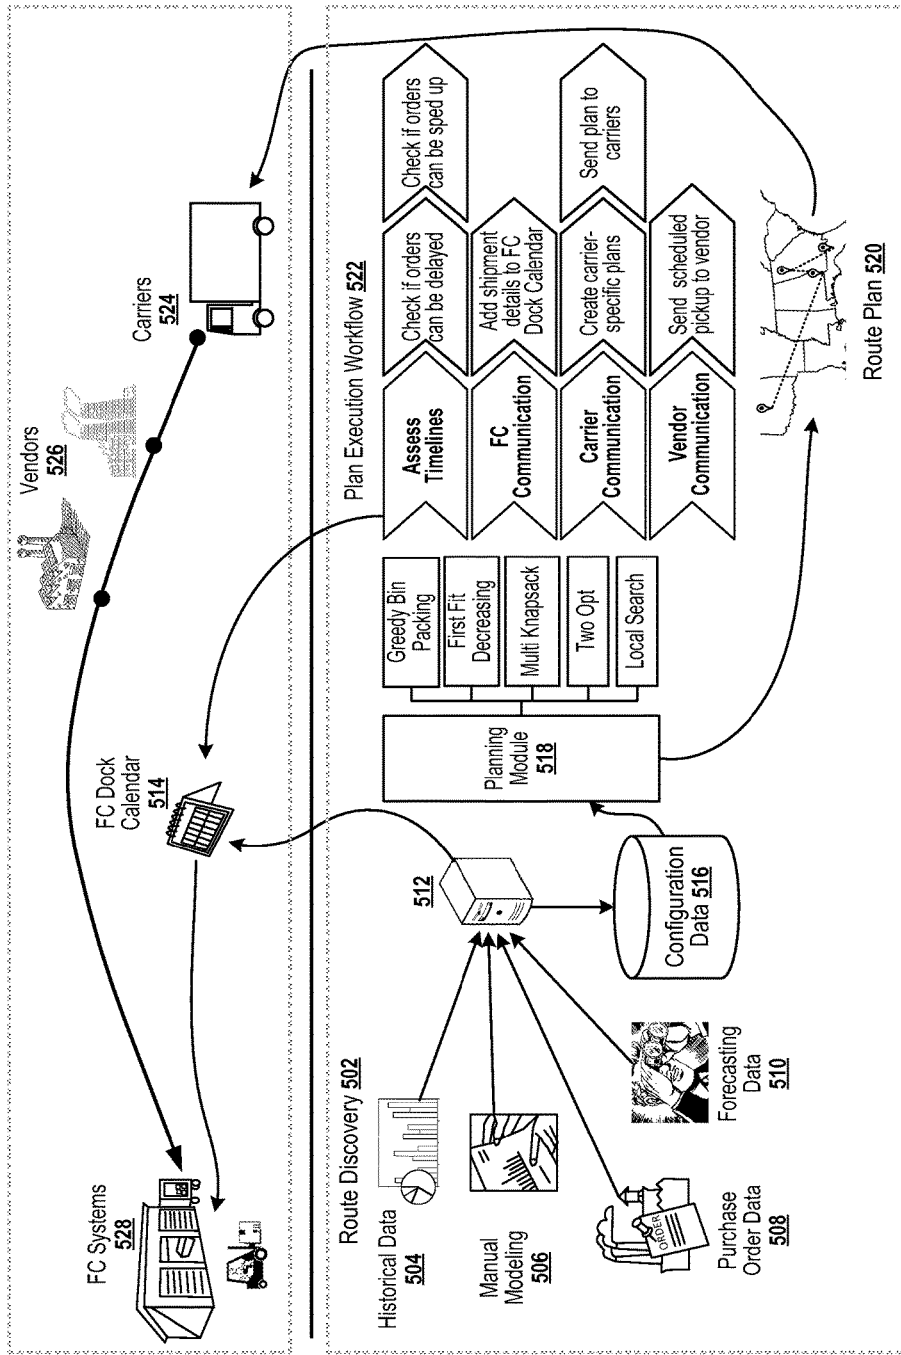 FC Systems
528
FC Dock
Calendar
514
Vendors
526
Carriers
524
Route Discovery 502
Historical Data
504
Manual
Modeling
506
Purchase
Order Data
508
ORDER
Forecasting
Data
510
512
Configuration
Data 516
Planning
Module
518
Greedy Bin
Packing
First Fit
Decreasing
Multi Knapsack
Two Opt
Local Search
Plan Execution Workflow 522
Assess
Timelines
Check if orders
can be delayed
Check if orders
can be sped up
FC
Communication
Add shipment
details to FC
Dock Calendar
Carrier
Communication
Create carrier-
specific plans
Send plan to
carriers
Vendor
Communication
Send scheduled
pickup to vendor
Route Plan 520